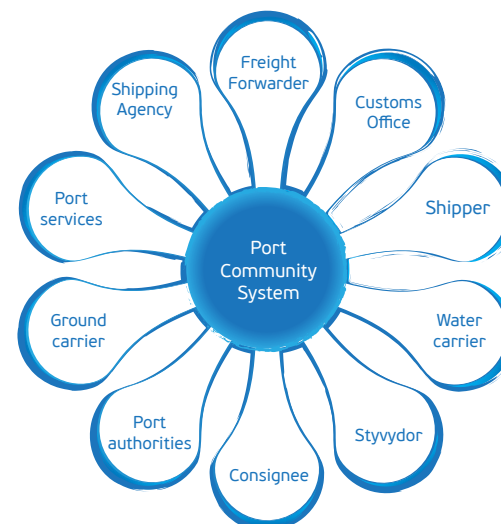 Freight
Forwarder
Customs
Office
Shipper
Water
carrier
Styvydor
Consignee
Port
authorities
Ground
carrier
Port
services
Shipping
Agency
Port
Community
System